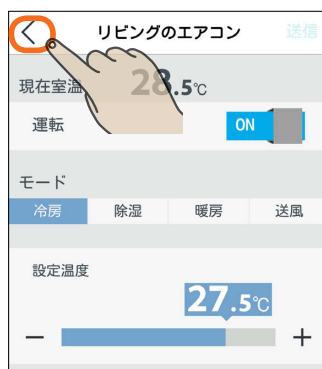 リビングのエアコン 送信
現在室温 28.5℃
運転 ON
モード
冷房 除湿 暖房 送風
設定温度
27.5℃
− +